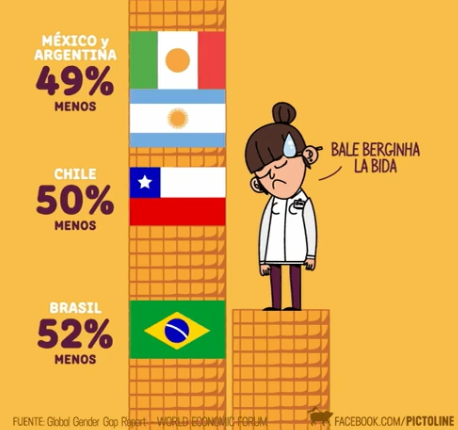 MÉXICO y
ARGENTINA
49%
MENOS
BALE BERGINHA
LA BIDA
CHILE
50%
MENOS
BRASIL
52%
MENOS
FUENTE: Global Gender Gap Report - WORLD ECONOMIC FORUM
FACEBOOK.COM/PICTOLINE